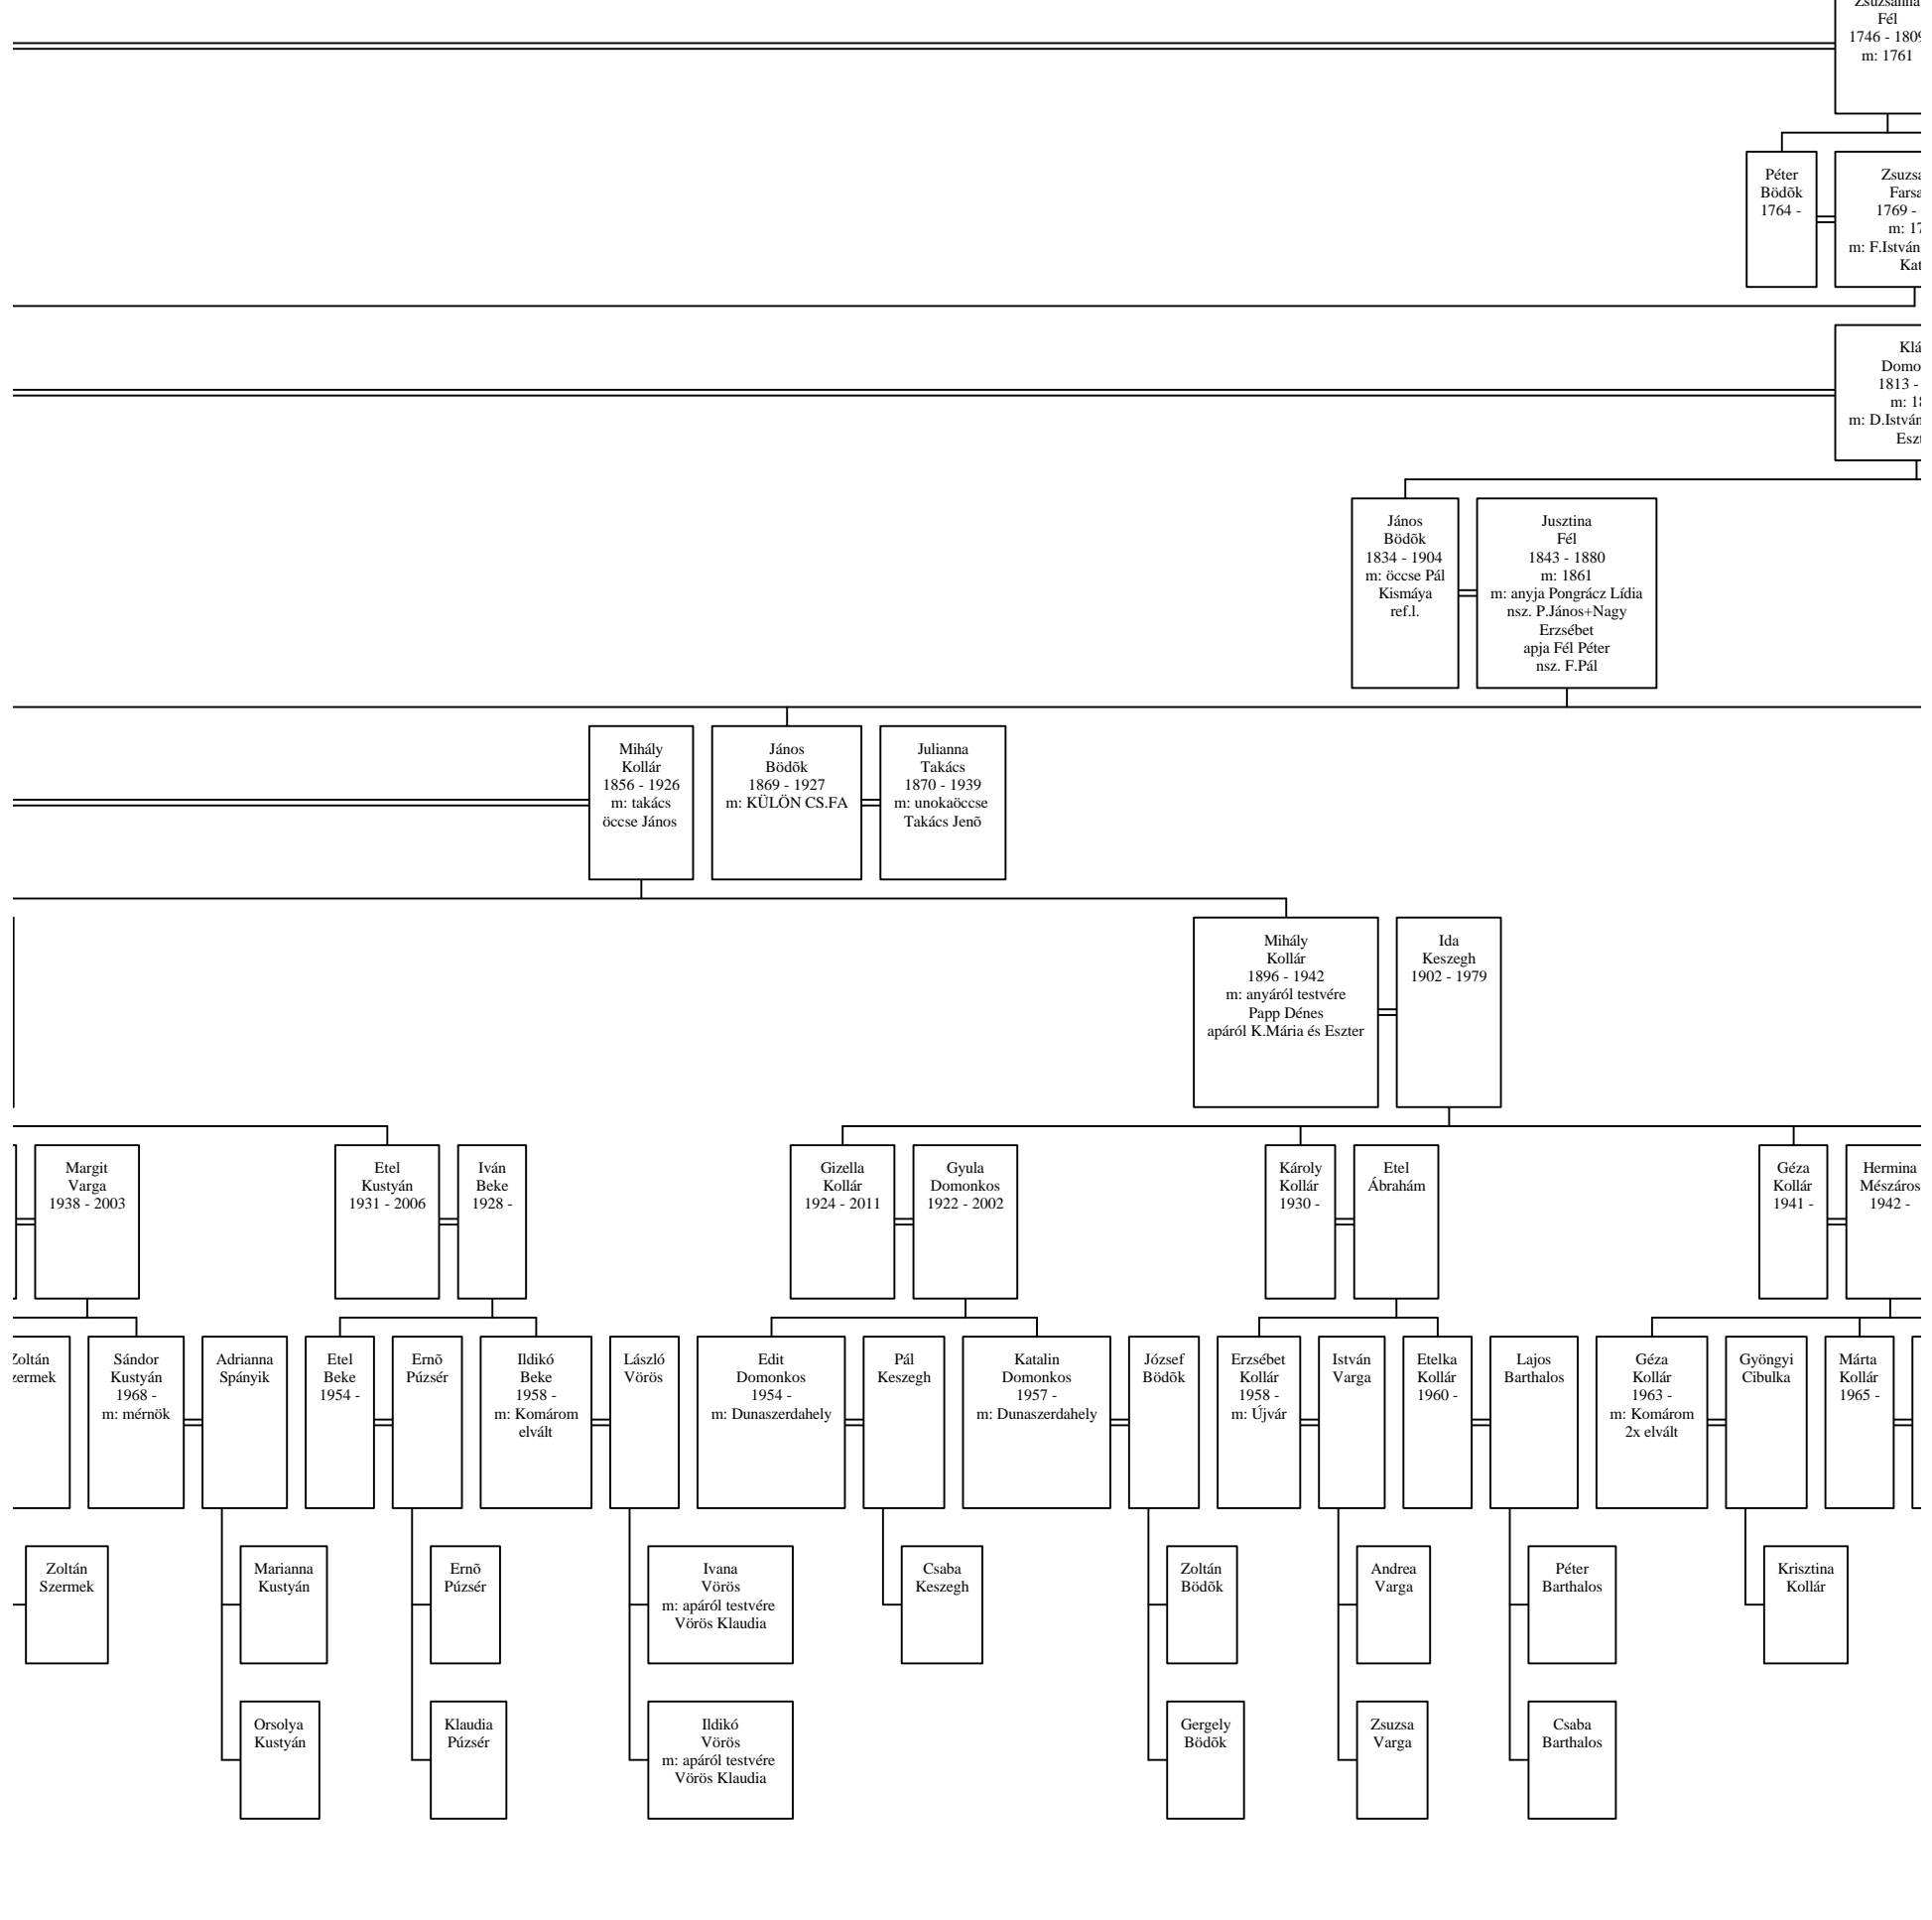 Fél
1746 - 1809
m: 1761
Péter
Bödõk
1764 -
1769 -
m: F.István
1813 -
m: D.István
János
Bödõk
1834 - 1904
m: öccse Pál
Kismáya
ref.l.
Jusztina
Fél
1843 - 1880
m: 1861
m: anyja Pongrácz Lídia
nsz. P.János+Nagy
Erzsébet
apja Fél Péter
nsz. F.Pál
Mihály
Kollár
1856 - 1926
m: takács
öccse János
János
Bödõk
1869 - 1927
m: KÜLÖN CS.FA
Julianna
Takács
1870 - 1939
m: unokaöccse
Takács Jenõ
Mihály
Kollár
1896 - 1942
m: anyáról testvére
Papp Dénes
apáról K.Mária és Eszter
Ida
Keszegh
1902 - 1979
Margit
Varga
1938 - 2003
Etel
Kustyán
1931 - 2006
Iván
Beke
1928 -
Gizella
Kollár
1924 - 2011
Gyula
Domonkos
1922 - 2002
Károly
Kollár
1930 -
Etel
Ábrahám
Géza
Kollár
1941 -
Hermina
Mészáros
1942 -
Zoltán
Szermek
Sándor
Kustyán
1968 -
m: mérnök
Adrianna
Spányik
Etel
Beke
1954 -
Ernõ
Púzsér
Ildikó
Beke
1958 -
m: Komárom
elvált
László
Vörös
Edit
Domonkos
1954 -
m: Dunaszerdahely
Pál
Keszegh
Katalin
Domonkos
1957 -
m: Dunaszerdahely
József
Bödõk
Erzsébet
Kollár
1958 -
m: Újvár
István
Varga
Etelka
Kollár
1960 -
Lajos
Barthalos
Géza
Kollár
1963 -
m: Komárom
2x elvált
Gyöngyi
Cibulka
Márta
Kollár
1965 -
Zoltán
Szermek
Marianna
Kustyán
Ernõ
Púzsér
Ivana
Vörös
m: apáról testvére
Vörös Klaudia
Csaba
Keszegh
Zoltán
Bödõk
Andrea
Varga
Péter
Barthalos
Krisztina
Kollár
Orsolya
Kustyán
Klaudia
Púzsér
Ildikó
Vörös
m: apáról testvére
Vörös Klaudia
Gergely
Bödõk
Zsuzsa
Varga
Csaba
Barthalos